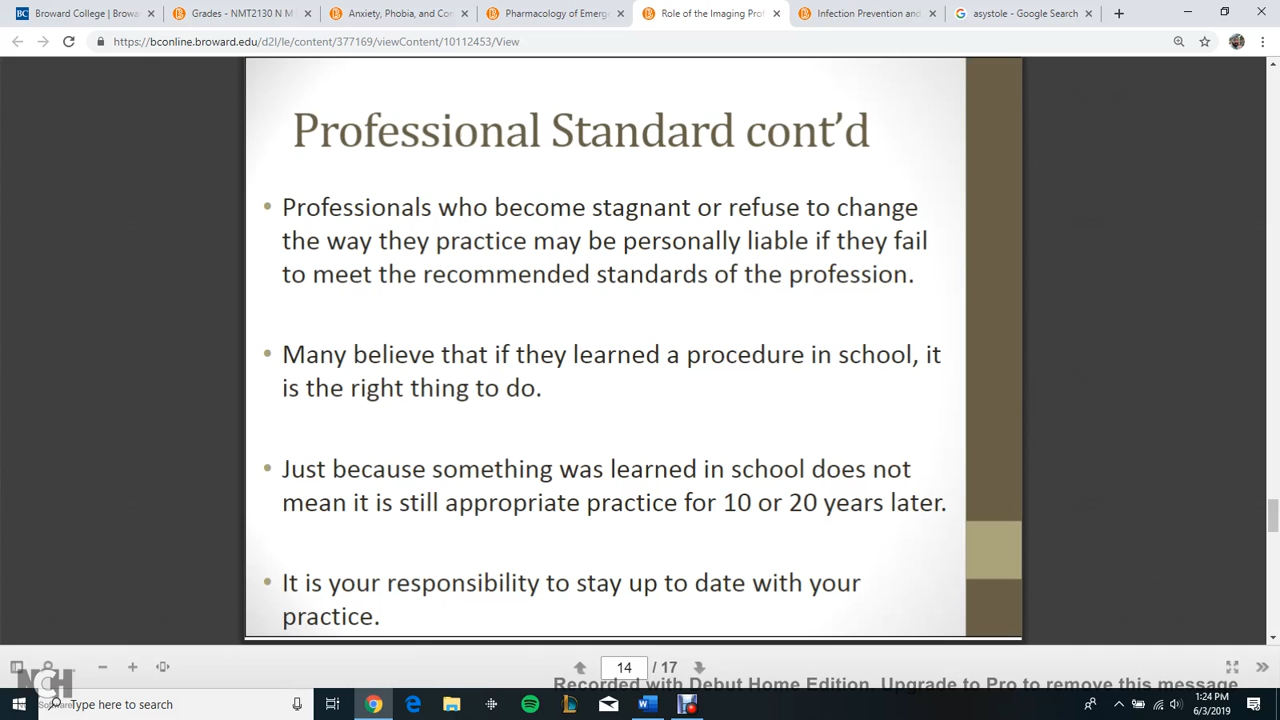 Broward College | Browar
Grades - NMT2130 N M
Anxiety, Phobia, and Con
Pharmacology of Emerge
Role of the Imaging Prof
Infection Prevention and
asystole - Google Search
https://bconline.broward.edu/d2l/le/content/377169/viewContent/10112453/View
Professional Standard cont’d
• Professionals who become stagnant or refuse to change
the way they practice may be personally liable if they fail
to meet the recommended standards of the profession.
• Many believe that if they learned a procedure in school, it
is the right thing to do.
• Just because something was learned in school does not
mean it is still appropriate practice for 10 or 20 years later.
• It is your responsibility to stay up to date with your
practice.
14 / 17
NCH
Software
Recorded with Debut Home Edition. Upgrade to Pro to remove this message
Type here to search
1:24 PM
6/3/2019